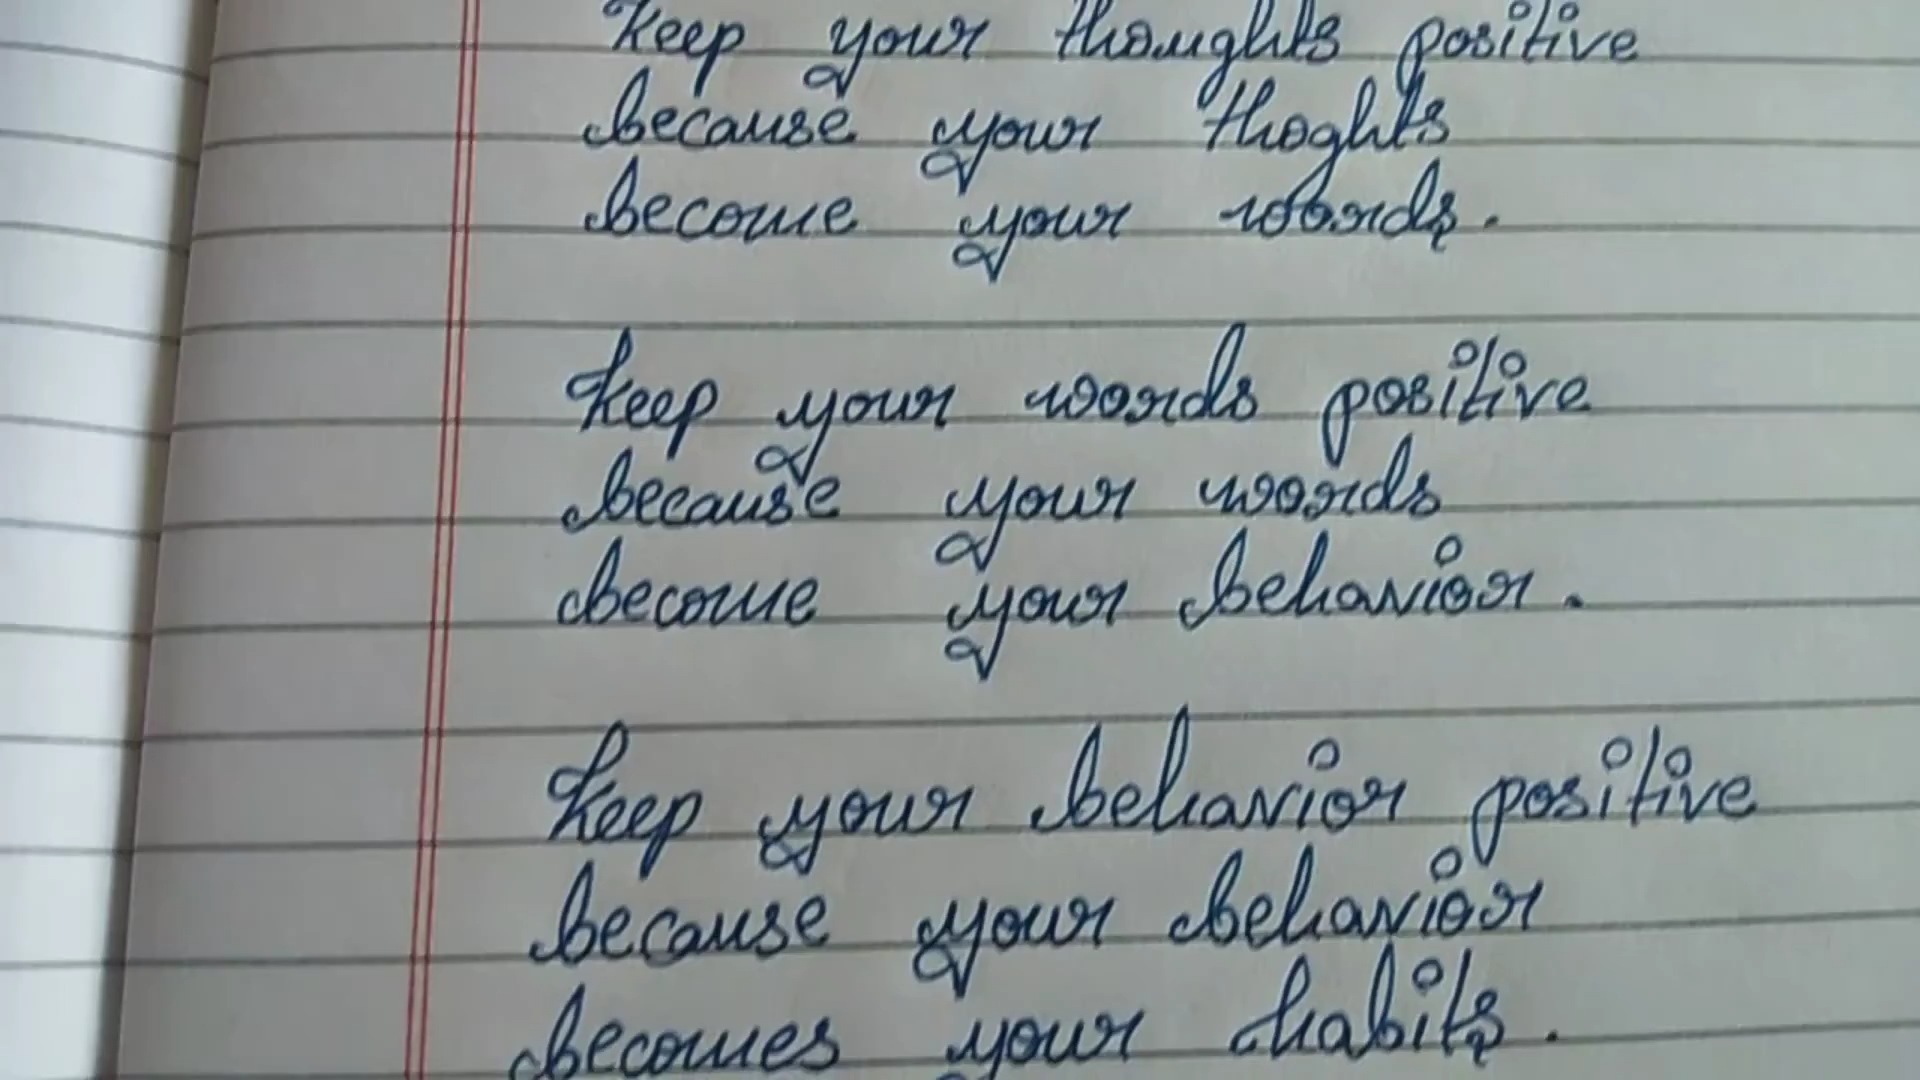 Keep your thoughts positive
because your thoghts
become your words.
Keep your words positive
because your words
become your behavior.
Keep your behavior positive
because your behavior
becomes your habits.